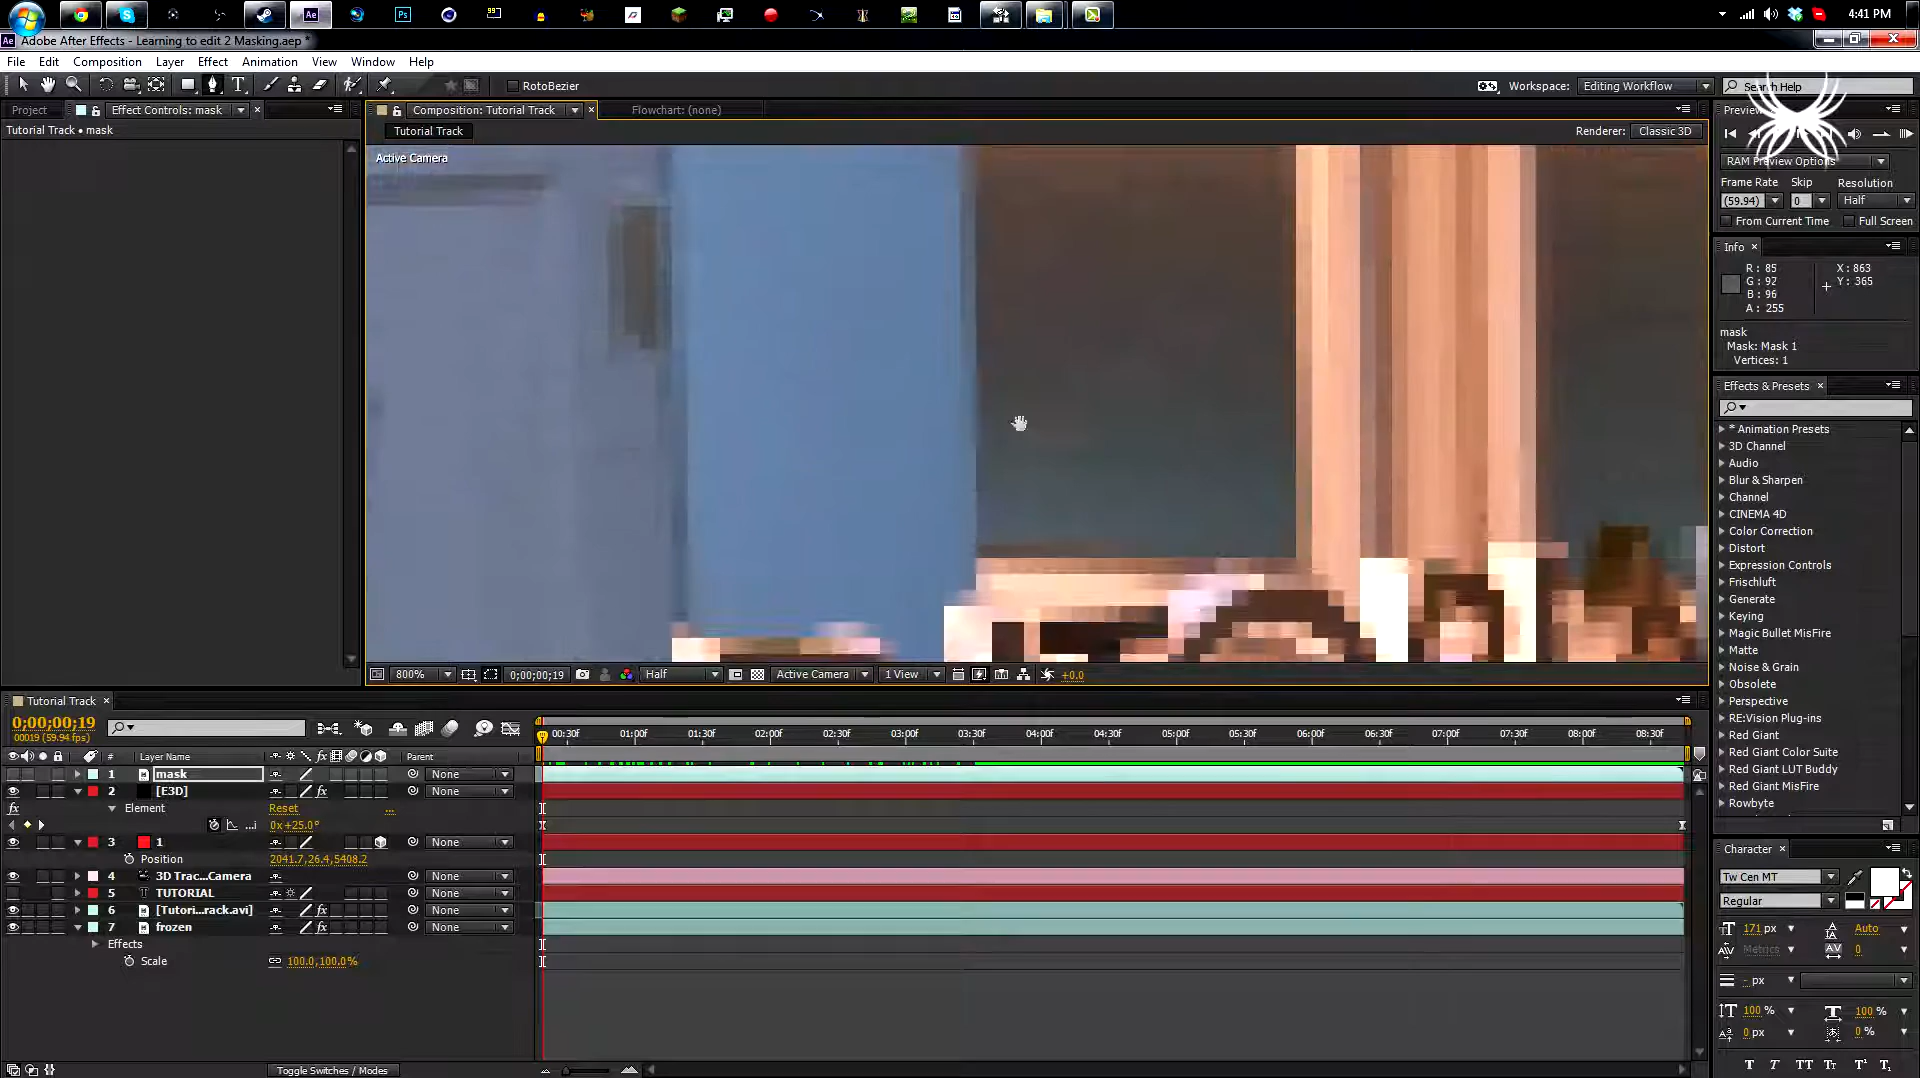 4:41 PM
Adobe After Effects - Learning to edit 2 Masking.aep *
File Edit Composition Layer Effect Animation View Window Help
RotoBezier
Workspace: Editing Workflow
Search Help
Project
Effect Controls: mask
Composition: Tutorial Track
Flowchart: (none)
Preview
Tutorial Track • mask
Tutorial Track
Renderer: Classic 3D
Active Camera
RAM Preview Options
Frame Rate Skip Resolution
(59.94) 0 Half
From Current Time Full Screen
Info
R: 85
G: 92
B: 96
A: 255
X: 863
Y: 365
mask
Mask: Mask 1
Vertices: 1
Effects & Presets
* Animation Presets
3D Channel
Audio
Blur & Sharpen
Channel
CINEMA 4D
Color Correction
Distort
Expression Controls
Frischluft
Generate
Keying
Magic Bullet MisFire
Matte
Noise & Grain
Obsolete
Perspective
RE:Vision Plug-ins
Red Giant
Red Giant Color Suite
Red Giant LUT Buddy
Red Giant MisFire
Rowbyte
800% 0;00;00;19 Half Active Camera 1 View +0.0
Tutorial Track
0;00;00;19
00019 (59.94 fps)
00:30f 01:00f 01:30f 02:00f 02:30f 03:00f 03:30f 04:00f 04:30f 05:00f 05:30f 06:00f 06:30f 07:00f 07:30f 08:00f 08:30f
# Layer Name Parent
1 mask None
2 [E3D] None
Element Reset ...
...i 0x+25.0°
3 1 None
Position 2041.7,26.4,5408.2
4 3D Trac...Camera None
5 TUTORIAL None
6 [Tutori...rack.avi] None
7 frozen None
Effects
Scale 100.0,100.0%
Toggle Switches / Modes
Character
Tw Cen MT
Regular
171 px Auto
Metrics 0
- px
100 % 100 %
0 px 0 %
T T TT Tt T¹ T₁